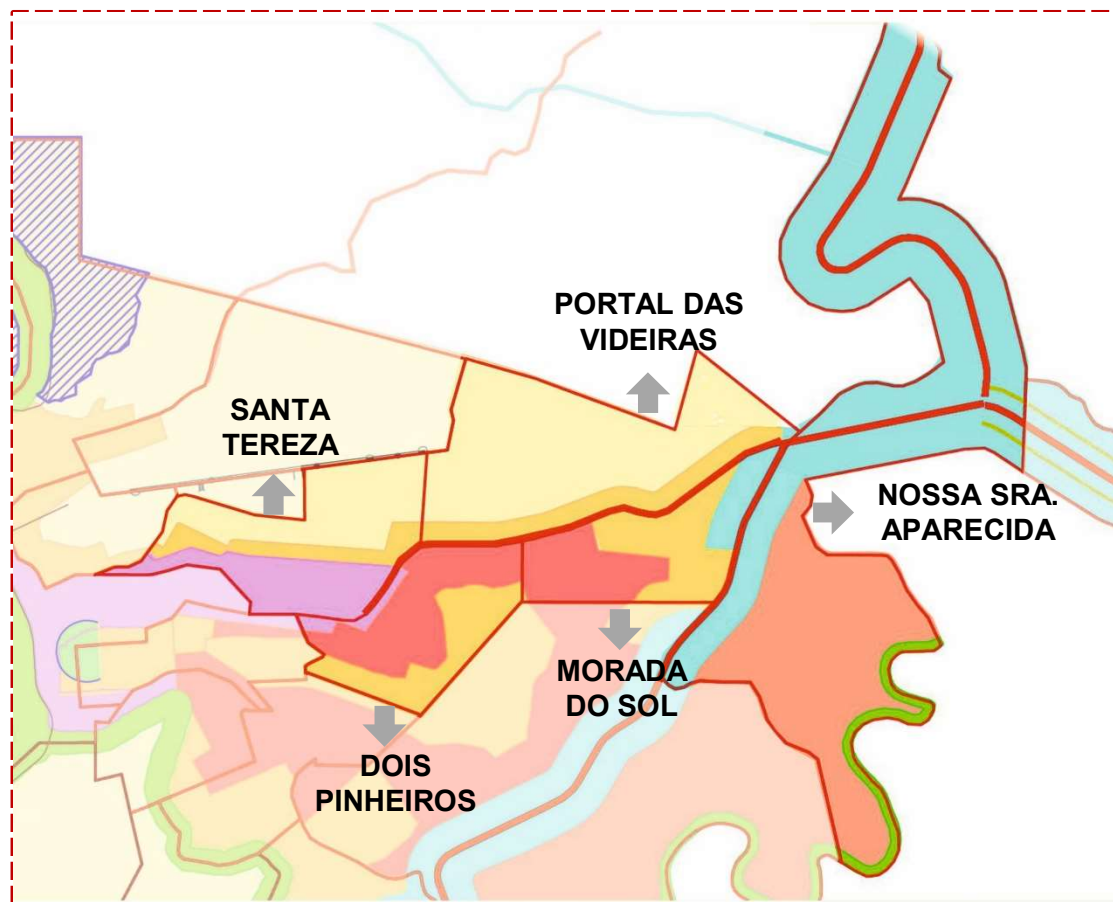 PORTAL DAS
VIDEIRAS
SANTA
TEREZA
NOSSA SRA.
APARECIDA
MORADA
DO SOL
DOIS
PINHEIROS